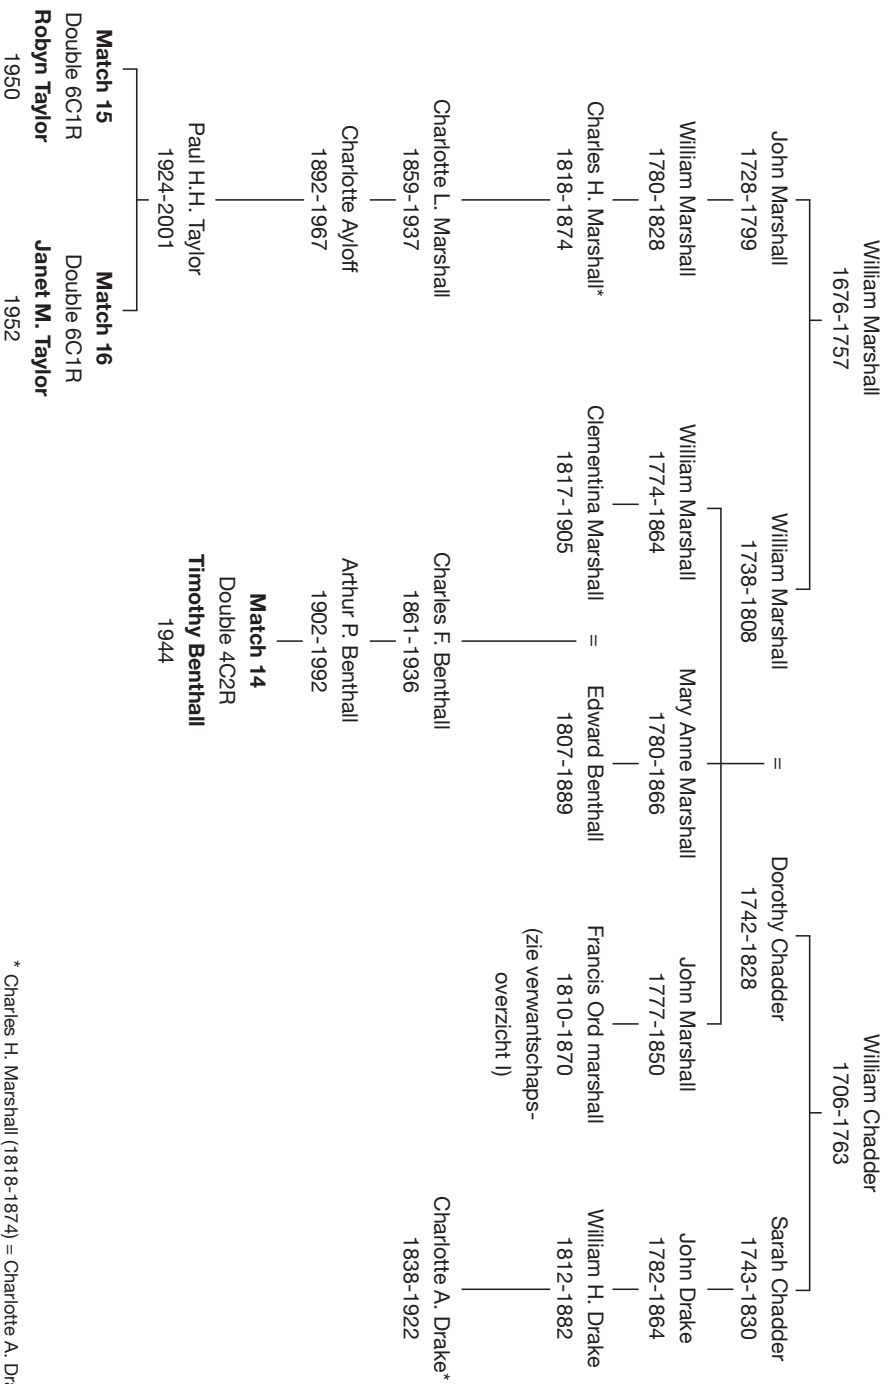 William Marshall
1676-1757
William Chadder
1706-1763
John Marshall
1728-1799
William Marshall
1738-1808
=
Dorothy Chadder
1742-1828
Sarah Chadder
1743-1830
William Marshall
1780-1828
William Marshall
1774-1864
Mary Anne Marshall
1780-1866
John Marshall
1777-1850
John Drake
1782-1864
Charles H. Marshall*
1818-1874
Clementina Marshall
1817-1905
=
Edward Benthall
1807-1889
Francis Ord marshall
1810-1870
(zie verwantschaps-
overzicht I)
William H. Drake
1812-1882
Charlotte L. Marshall
1859-1937
Charles F. Benthall
1861-1936
Charlotte A. Drake*
1838-1922
Charlotte Ayloff
1892-1967
Arthur P. Benthall
1902-1992
Paul H.H. Taylor
1924-2001
Match 14
Double 4C2R
Timothy Benthall
1944
Match 15
Double 6C1R
Robyn Taylor
1950
Match 16
Double 6C1R
Janet M. Taylor
1952
* Charles H. Marshall (1818-1874) = Charlotte A. Dra